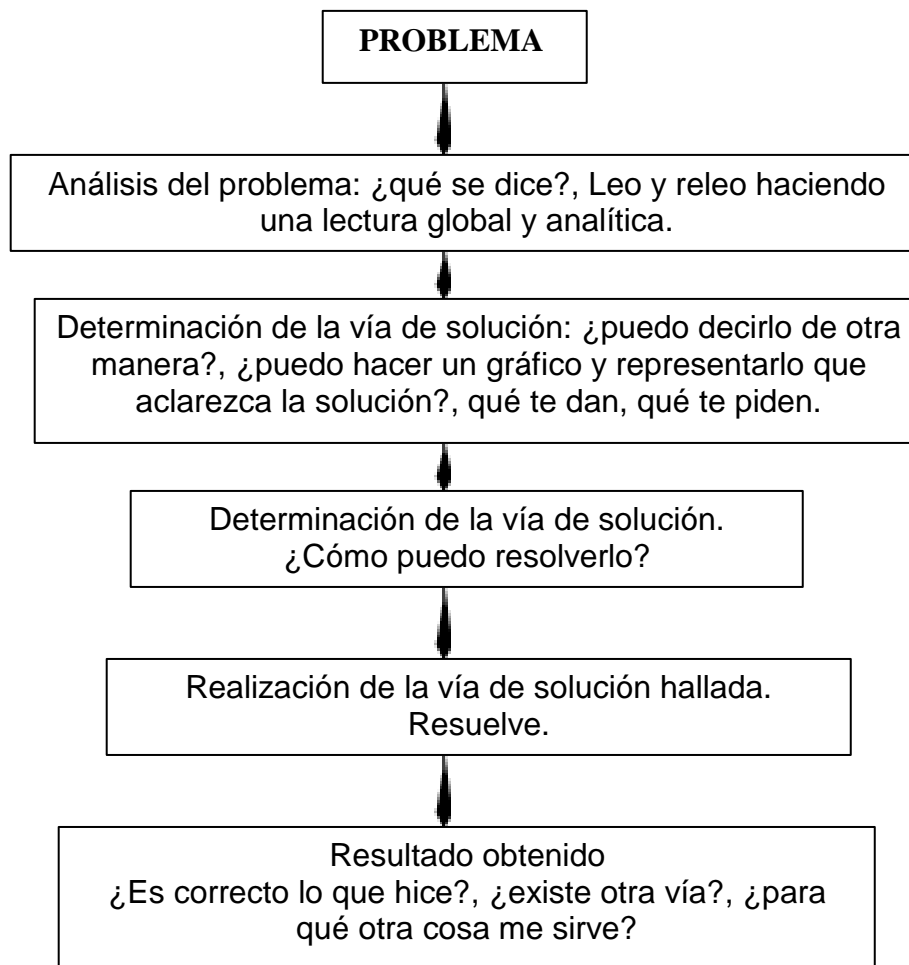 PROBLEMA
Análisis del problema: ¿qué se dice?, Leo y releo haciendo
una lectura global y analítica.
Determinación de la vía de solución: ¿puedo decirlo de otra
manera?, ¿puedo hacer un gráfico y representarlo que
aclarezca la solución?, qué te dan, qué te piden.
Determinación de la vía de solución.
¿Cómo puedo resolverlo?
Realización de la vía de solución hallada.
Resuelve.
Resultado obtenido
¿Es correcto lo que hice?, ¿existe otra vía?, ¿para
qué otra cosa me sirve?